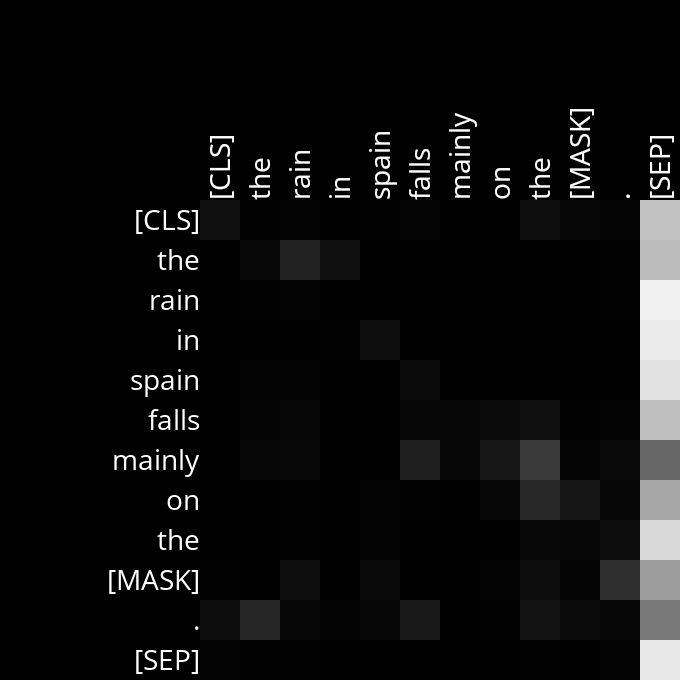 [CLS] the rain in spain falls mainly on the [MASK] . [SEP]
[CLS]
the
rain
in
spain
falls
mainly
on
the
[MASK]
.
[SEP]